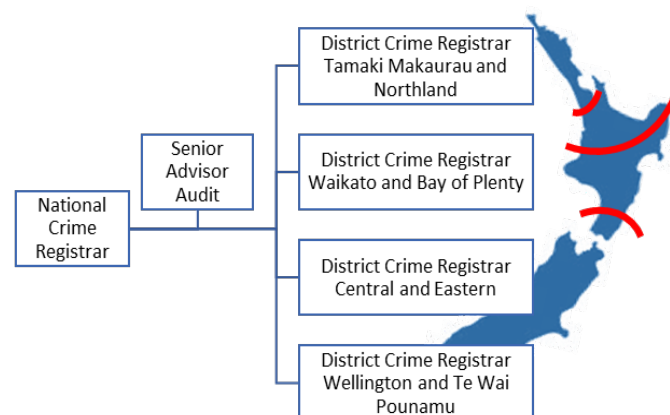 National
Crime
Registrar
Senior
Advisor
Audit
District Crime Registrar
Tamaki Makaurau and
Northland
District Crime Registrar
Waikato and Bay of Plenty
District Crime Registrar
Central and Eastern
District Crime Registrar
Wellington and Te Wai
Pounamu